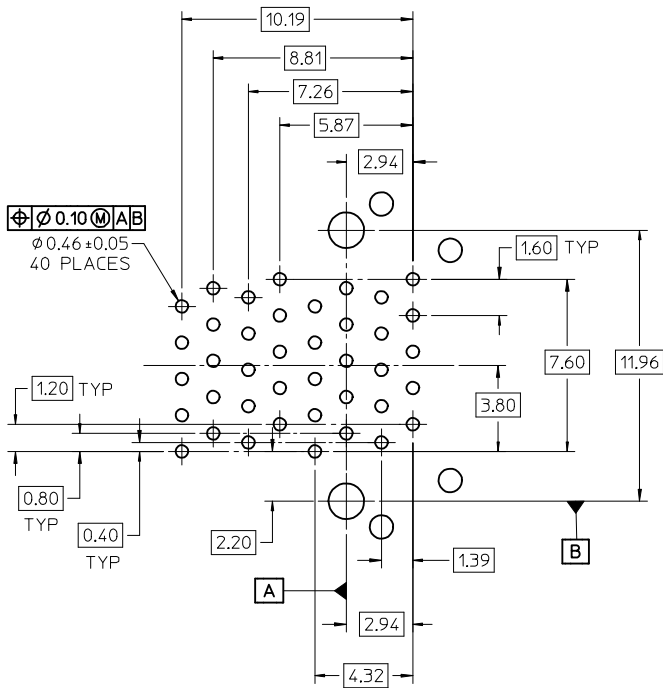 10.19
8.81
7.26
5.87
2.94
⌖ Ø 0.10 Ⓜ A B
Ø0.46±0.05
40 PLACES
1.60 TYP
7.60
11.96
1.20 TYP
3.80
0.80
TYP
0.40
TYP
2.20
B
1.39
A
2.94
4.32